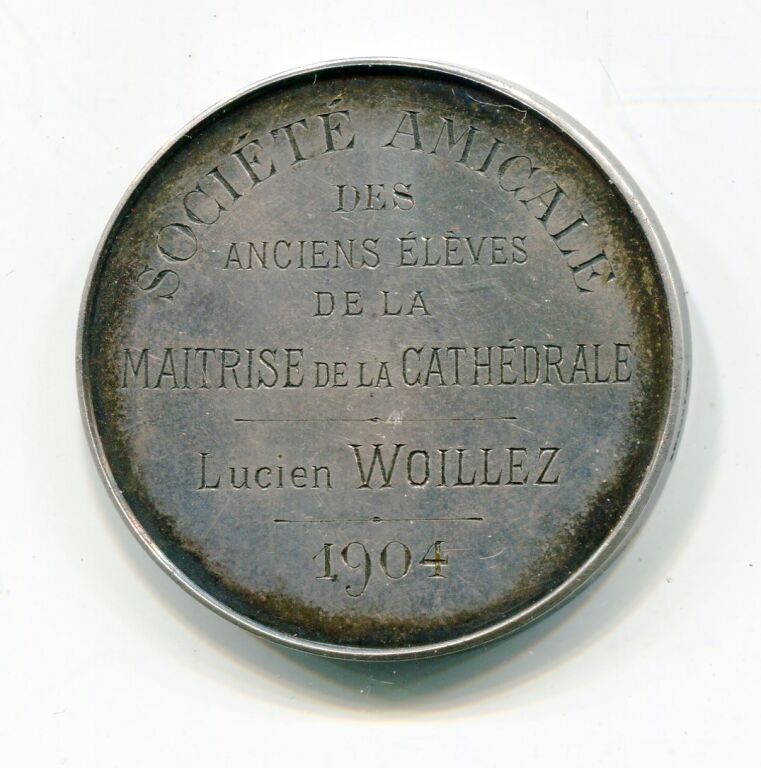 SOCIÉTÉ AMICALE
DES
ANCIENS ÉLÈVES
DE LA
MAITRISE DE LA CATHÉDRALE
Lucien WOILLEZ
1904